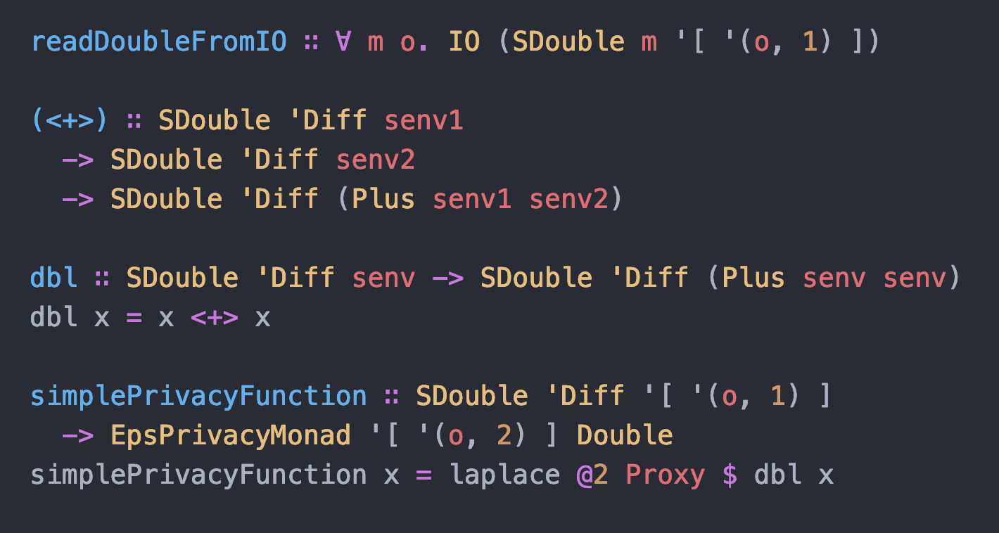 readDoubleFromIO :: ∀ m o. IO (SDouble m '[ '(o, 1) ])
(<+>) :: SDouble 'Diff senv1
-> SDouble 'Diff senv2
-> SDouble 'Diff (Plus senv1 senv2)
dbl :: SDouble 'Diff senv -> SDouble 'Diff (Plus senv senv)
dbl x = x <+> x
simplePrivacyFunction :: SDouble 'Diff '[ '(o, 1) ]
-> EpsPrivacyMonad '[ '(o, 2) ] Double
simplePrivacyFunction x = laplace @2 Proxy $ dbl x